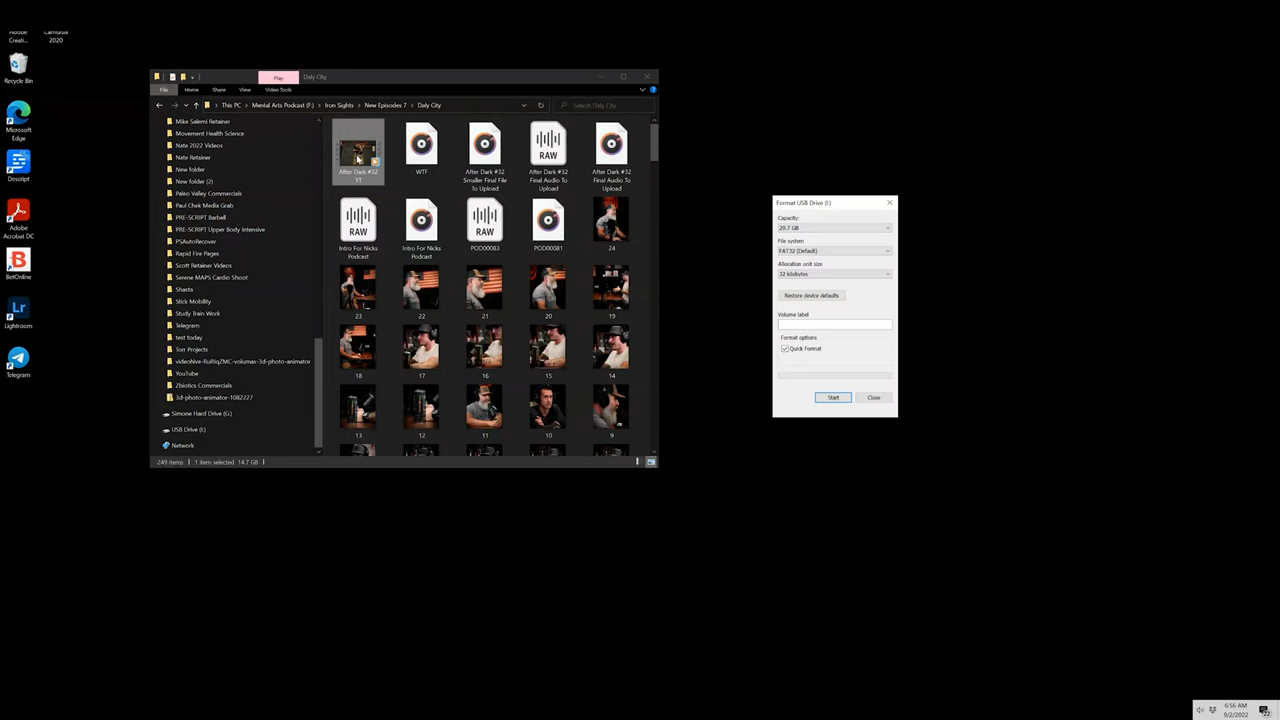 Adobe
Creati...
Camtasia
2020
Recycle Bin
Microsoft
Edge
Descript
Adobe
Acrobat DC
BetOnline
Lr
Lightroom
Telegram
Play
Daly City
File
Home
Share
View
Video Tools
This PC
Mental Arts Podcast (F:)
Iron Sights
New Episodes 7
Daly City
Search Daly City
Mike Salemi Retainer
Movement Health Science
Nate 2022 Videos
Nate Retainer
New folder
New folder (2)
Paleo Valley Commercials
Paul Chek Media Grab
PRE-SCRIPT Barbell
PRE-SCRIPT Upper Body Intensive
PSAutoRecover
Rapid Fire Pages
Scott Retainer Videos
Serene MAPS Cardio Shoot
Shasta
Stick Mobility
Study Train Work
Telegram
test today
Torr Projects
YouTube
Zbiotics Commercials
3d-photo-animator-1082227
Simone Hard Drive (G:)
USB Drive (I:)
Network
After Dark #32
YT...
WTF
After Dark #32
Smaller Final File
To Upload
RAW
After Dark #32
Final Audio To
Upload
After Dark #32
Final Audio To
Upload
RAW
Intro For Nicks
Podcast
Intro For Nicks
Podcast
RAW
POD00083
POD00081
24
23
22
21
20
19
18
17
16
15
14
13
12
11
10
9
249 items
1 item selected 14.7 GB
Format USB Drive (I:)
Capacity:
29.7 GB
File system
FAT32 (Default)
Allocation unit size
32 kilobytes
Restore device defaults
Volume label
Format options
Quick Format
Start
Close
6:56 AM
9/2/2022
22